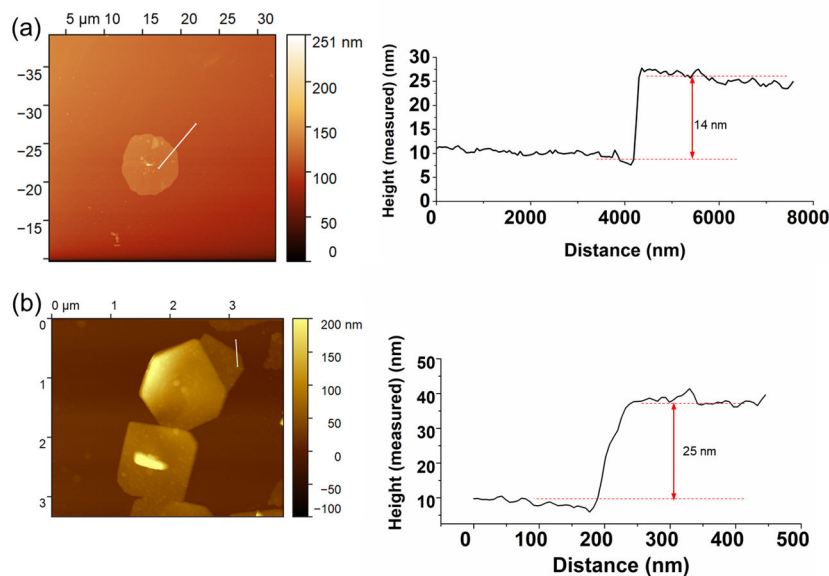 (a)
5 µm 10 15 20 22 30
−35
−30
−25
−22
−20
−15
251 nm
200
150
100
50
0
Height (measured) (nm)
30
25
20
15
10
5
0
14 nm
0 2000 4000 6000 8000
Distance (nm)
(b)
0 µm 1 2 3
0
1
2
3
200 nm
150
100
50
0
−50
−100
Height (measured) (nm)
50
40
30
20
10
25 nm
0 100 200 300 400 500
Distance (nm)